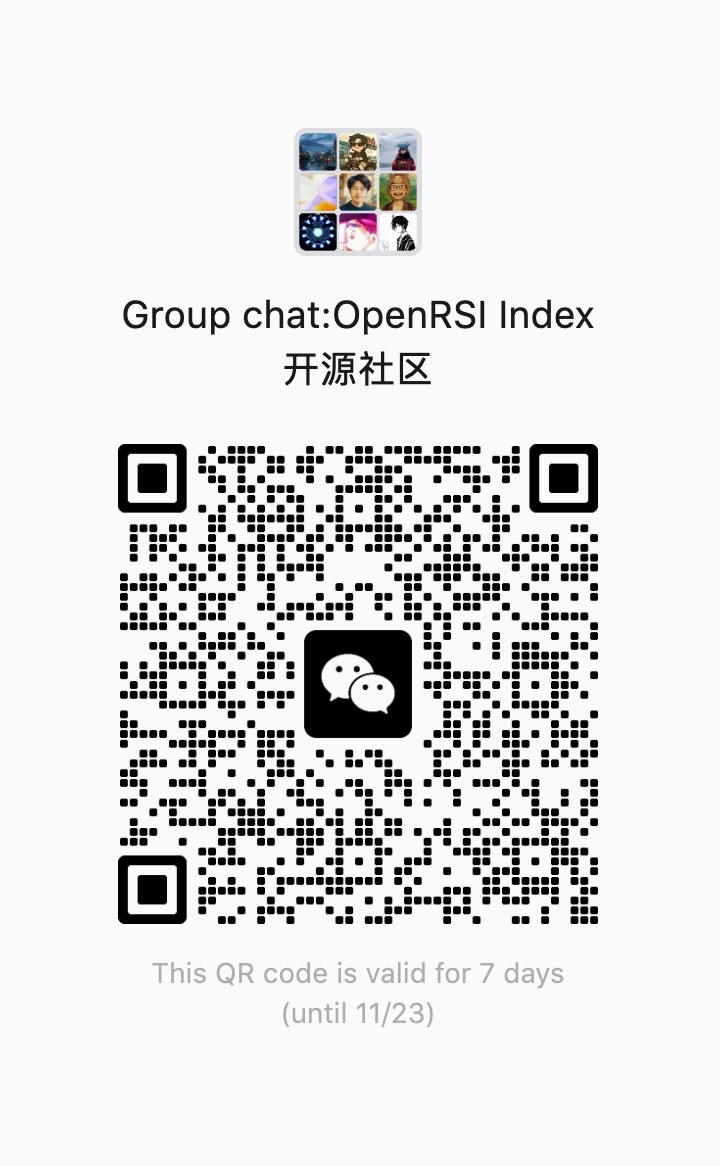 Group chat:OpenRSI Index
开源社区
This QR code is valid for 7 days
(until 11/23)